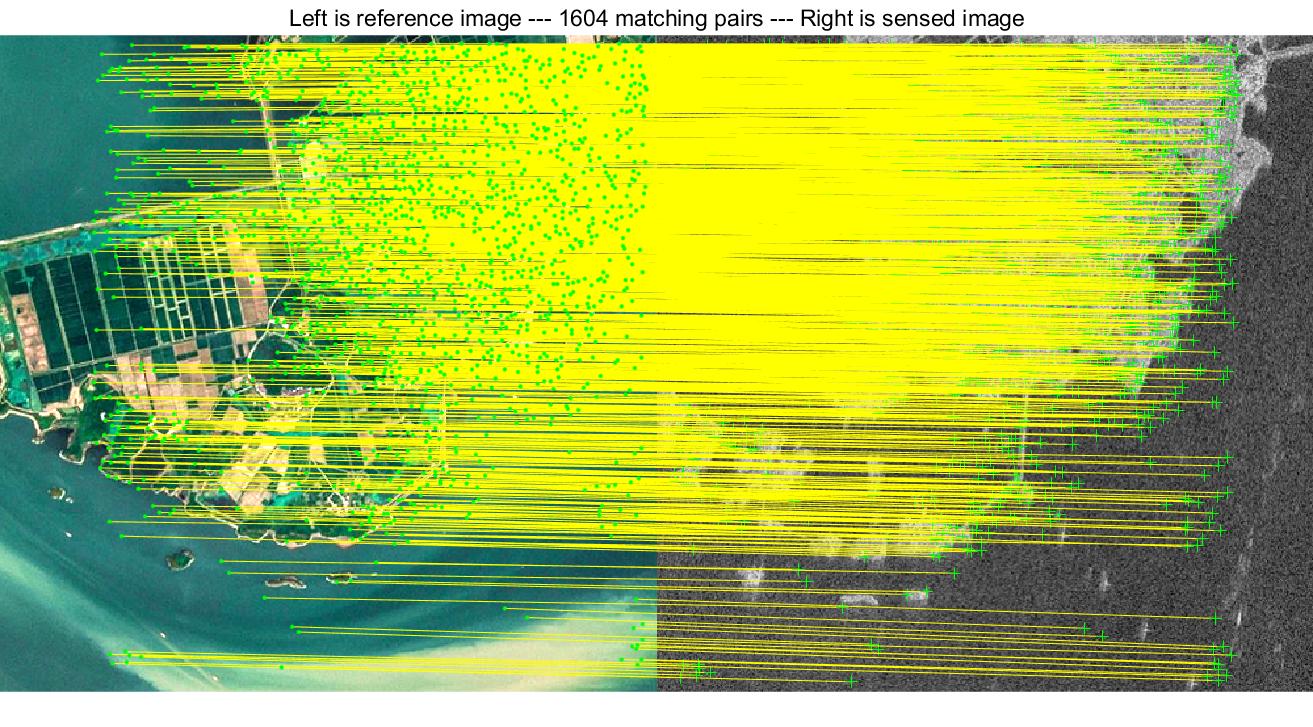 Left is reference image --- 1604 matching pairs --- Right is sensed image